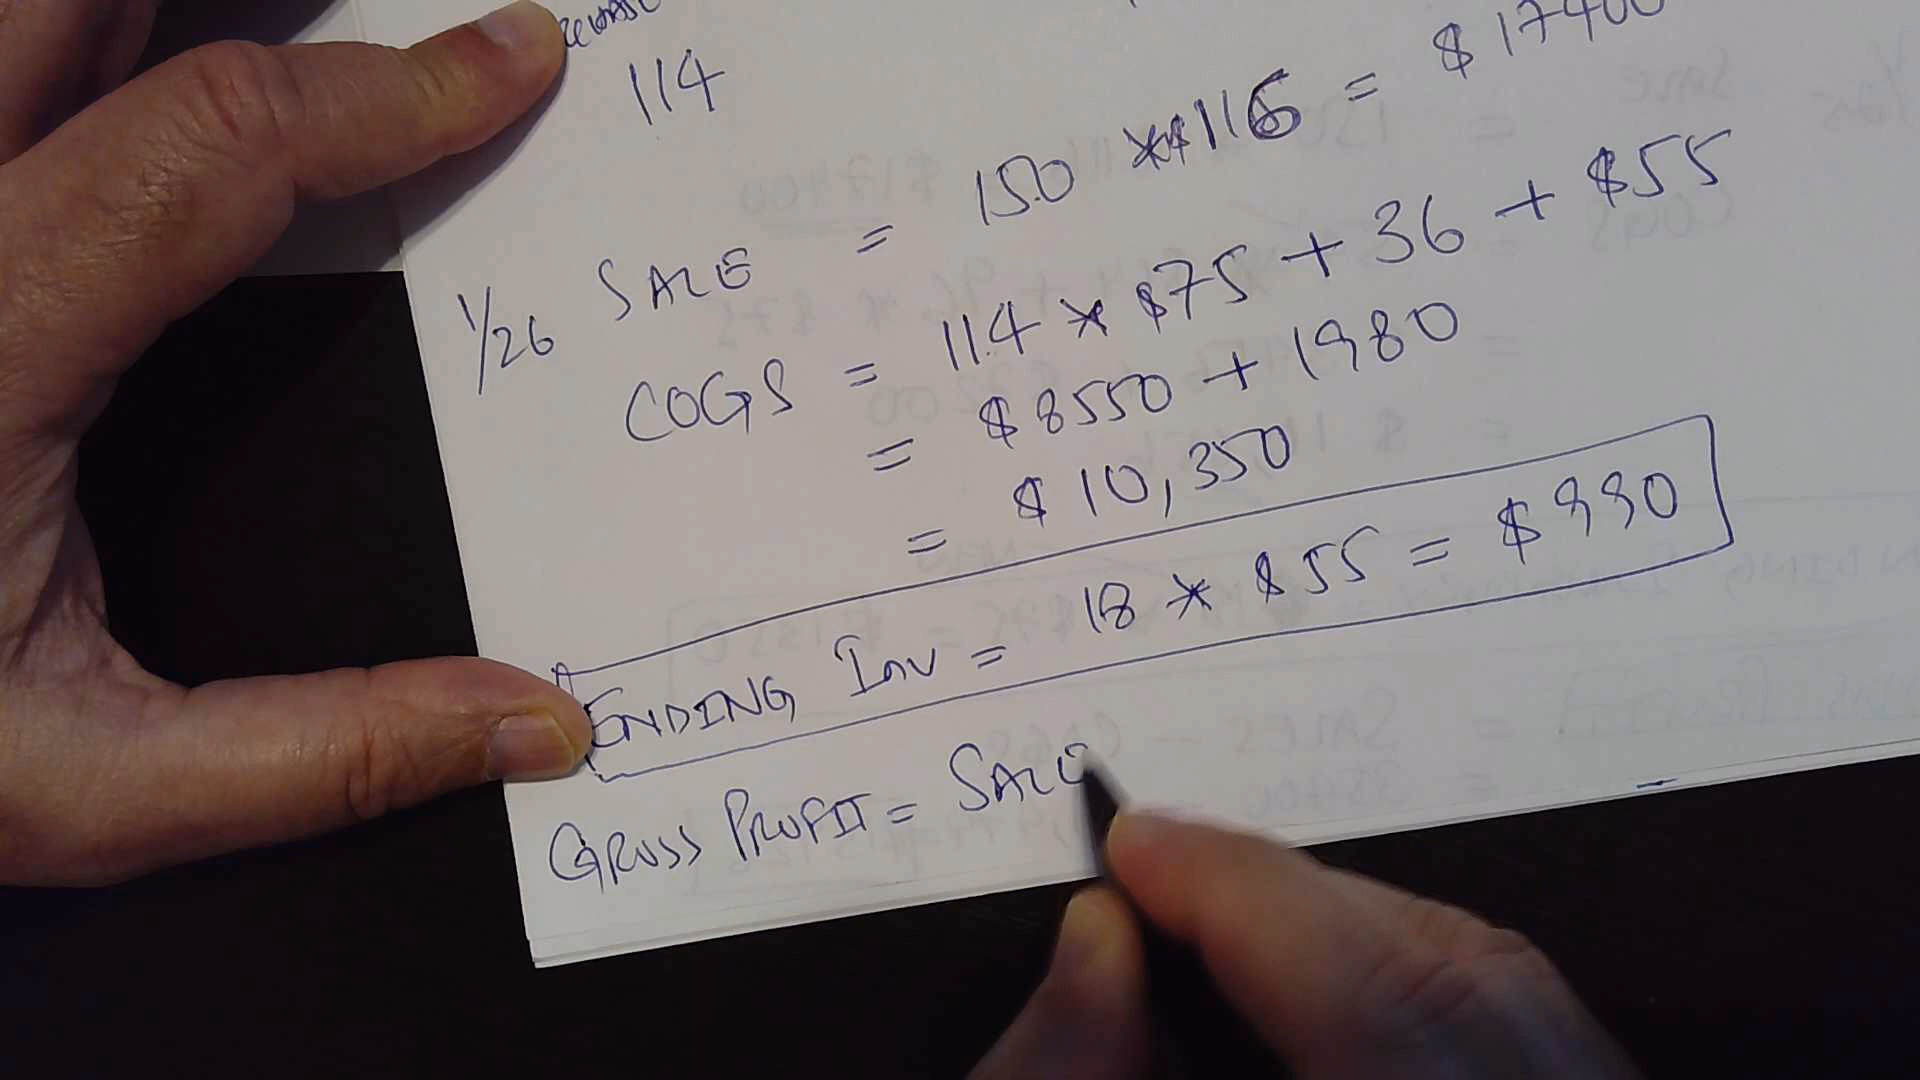 114
1/26 SALE = 150 * $116 = $17400
COGS = 114 * $75 + 36 + $55
= $8550 + 1980
= $10,350
ENDING INV = 18 * $55 = $990
GROSS PROFIT = SALE